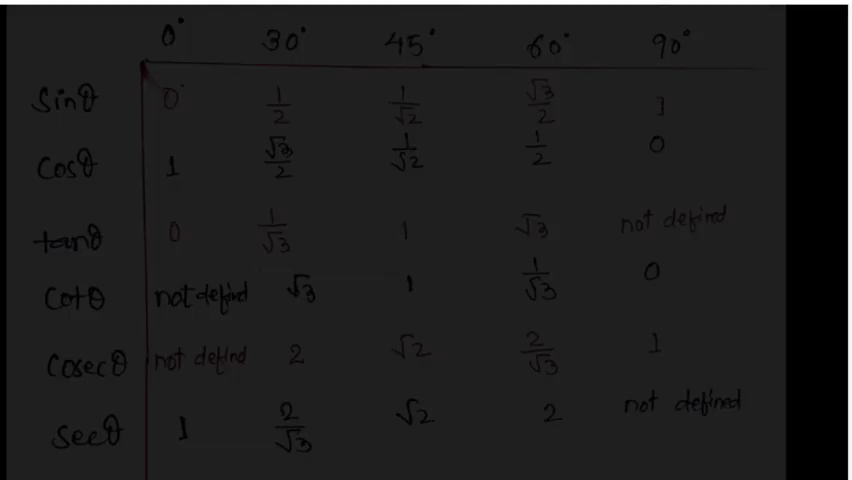 0° 30° 45° 60° 90°
sinθ 0 1/2 1/√2 √3/2 1
cosθ 1 √3/2 1/√2 1/2 0
tanθ 0 1/√3 1 √3 not defined
cotθ not defind √3 1 1/√3 0
cosecθ not defind 2 √2 2/√3 1
secθ 1 2/√3 √2 2 not defined